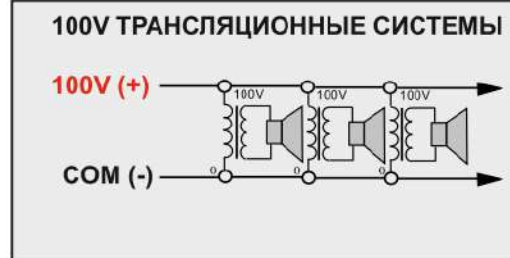 100V ТРАНСЛЯЦИОННЫЕ СИСТЕМЫ
100V (+)
100V 100V 100V
COM (-)
0 0 0